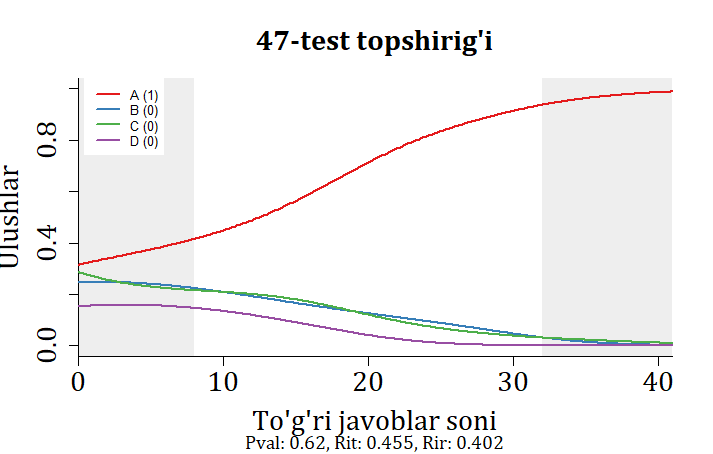 47-test topshirig'i
A (1)
B (0)
C (0)
D (0)
Ulushlar
0.8
0.4
0.0
0 10 20 30 40
To'g'ri javoblar soni
Pval: 0.62, Rit: 0.455, Rir: 0.402